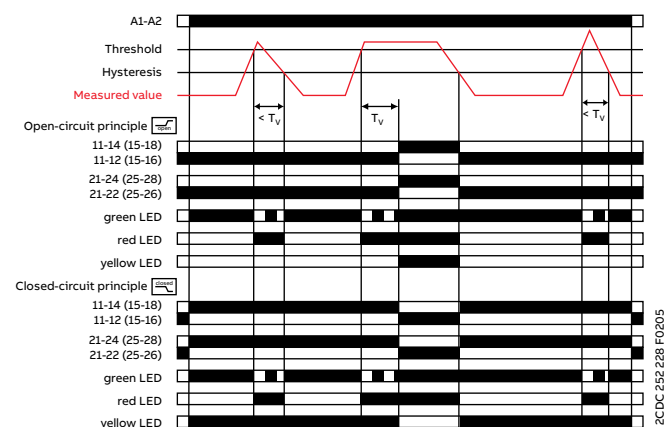 A1-A2
Threshold
Hysteresis
Measured value
< Tv
Tv
< Tv
Open-circuit principle open
11-14 (15-18)
11-12 (15-16)
21-24 (25-28)
21-22 (25-26)
green LED
red LED
yellow LED
Closed-circuit principle closed
11-14 (15-18)
11-12 (15-16)
21-24 (25-28)
21-22 (25-26)
green LED
red LED
yellow LED
2CDC 252 228 F0205